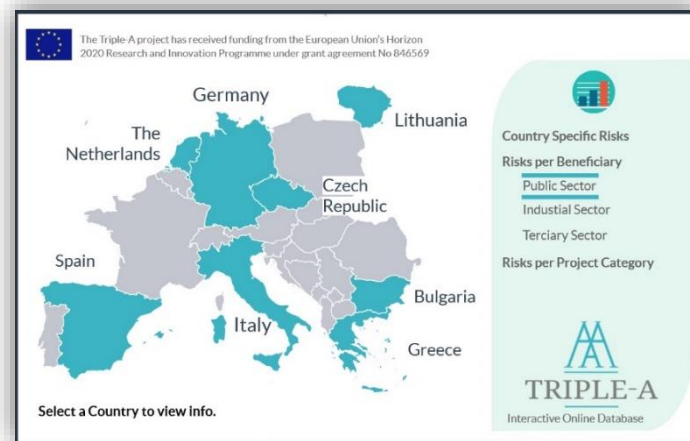 The Triple-A project has received funding from the European Union's Horizon
2020 Research and Innovation Programme under grant agreement No 846569
Germany
Lithuania
The
Netherlands
Czech
Republic
Spain
Italy
Bulgaria
Greece
Select a Country to view info.
Country Specific Risks
Risks per Beneficiary
Public Sector
Industial Sector
Terciary Sector
Risks per Project Category
TRIPLE-A
Interactive Online Database